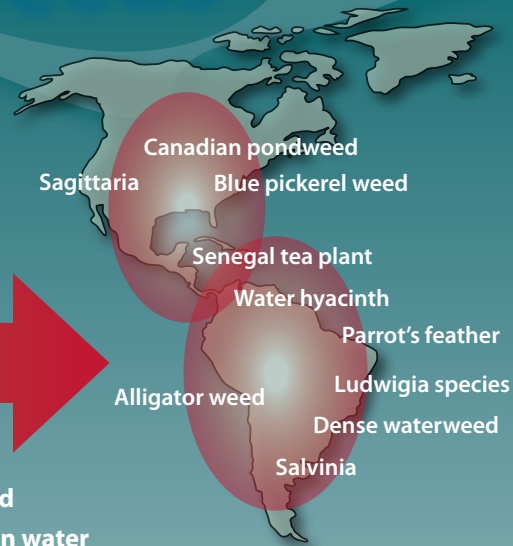 Canadian pondweed
Sagittaria
Blue pickerel weed
Senegal tea plant
Water hyacinth
Parrot's feather
Ludwigia species
Alligator weed
Dense waterweed
Salvinia
water